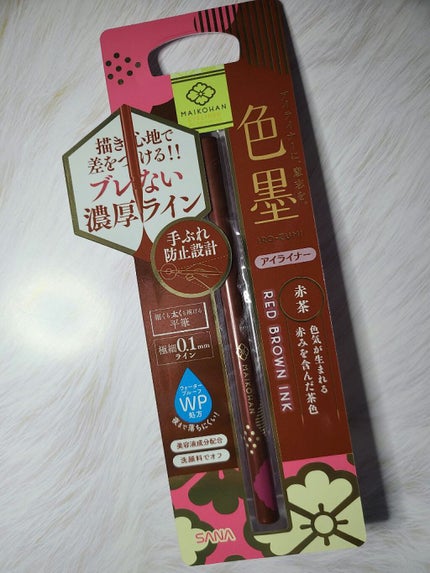 MAIKOHAN
描き心地で
差をつける!!
ブレない
濃厚ライン
手ぶれ
防止設計
色墨
アイライナー
赤茶
色気が生まれる
赤みを含んだ茶色
RED BROWN INK
細くも太くも描ける
平筆
極細0.1mm
ライン
ウォーター
プルーフ
WP
処方
夜まで落ちにくい!
美容液成分配合
洗顔料でオフ
MAIKOHAN
SANA